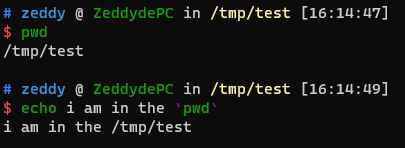 # zeddy @ ZeddydePC in /tmp/test [16:14:47]
$ pwd
/tmp/test
# zeddy @ ZeddydePC in /tmp/test [16:14:49]
$ echo i am in the `pwd`
i am in the /tmp/test